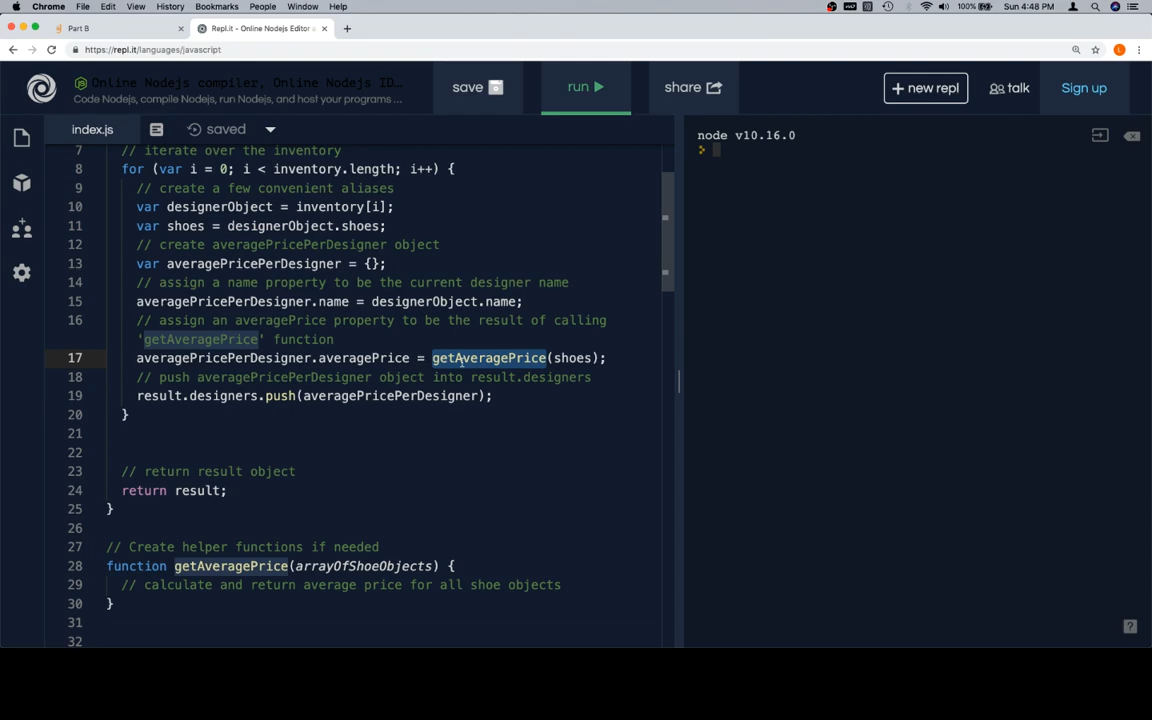 Chrome File Edit View History Bookmarks People Window Help
100% Sun 4:48 PM
Part B
Repl.it - Online Nodejs Editor a
https://repl.it/languages/javascript
L
Online Nodejs compiler, Online Nodejs ID...
Code Nodejs, compile Nodejs, run Nodejs, and host your programs ...
save
run
share
+ new repl
talk
Sign up
index.js
saved
node v10.16.0
7 // iterate over the inventory
8 for (var i = 0; i < inventory.length; i++) {
9 // create a few convenient aliases
10 var designerObject = inventory[i];
11 var shoes = designerObject.shoes;
12 // create averagePricePerDesigner object
13 var averagePricePerDesigner = {};
14 // assign a name property to be the current designer name
15 averagePricePerDesigner.name = designerObject.name;
16 // assign an averagePrice property to be the result of calling
'getAveragePrice' function
17 averagePricePerDesigner.averagePrice = getAveragePrice(shoes);
18 // push averagePricePerDesigner object into result.designers
19 result.designers.push(averagePricePerDesigner);
20 }
21
22
23 // return result object
24 return result;
25 }
26
27 // Create helper functions if needed
28 function getAveragePrice(arrayOfShoeObjects) {
29 // calculate and return average price for all shoe objects
30 }
31
32
?